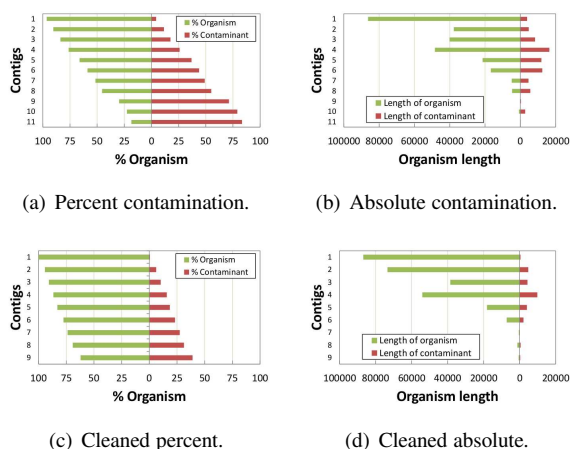 Contigs
1
2
3
4
5
6
7
8
9
10
11
% Organism
% Contaminant
100 75 50 25 0 25 50 75 100
% Organism
(a) Percent contamination.
Contigs
1
2
3
4
5
6
7
8
9
10
11
Length of organism
Length of contaminant
100000 80000 60000 40000 20000 0 20000
Organism length
(b) Absolute contamination.
Contigs
1
2
3
4
5
6
7
8
9
% Organism
% Contaminant
100 75 50 25 0 25 50 75 100
% Organism
(c) Cleaned percent.
Contigs
1
2
3
4
5
6
7
8
9
Length of organism
Length of contaminant
100000 80000 60000 40000 20000 0 20000
Organism length
(d) Cleaned absolute.